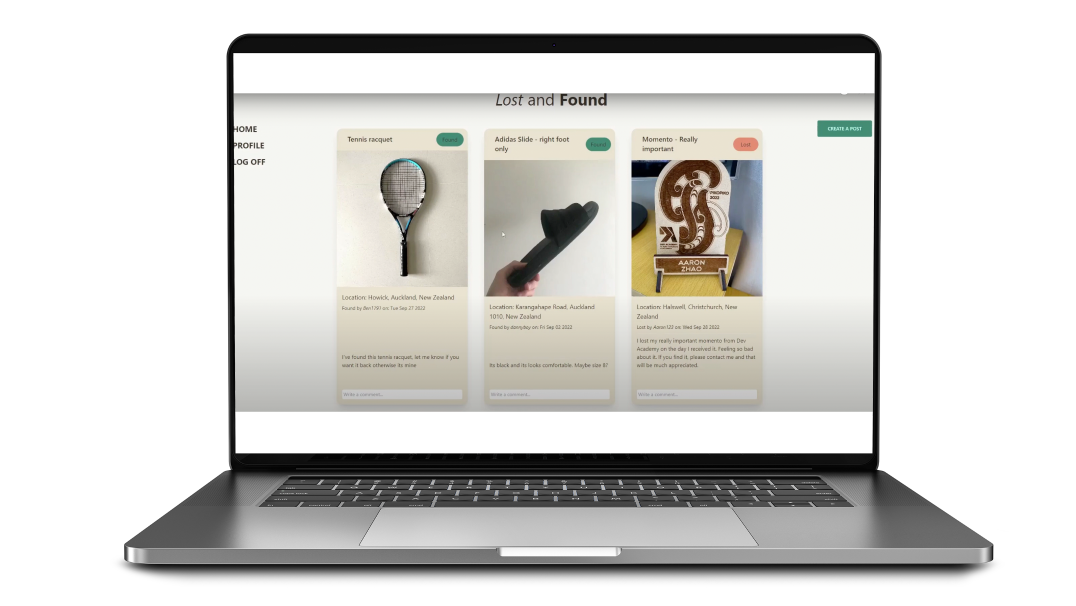 Lost and Found
HOME
PROFILE
LOG OFF
CREATE A POST
Tennis racquet
Found
Adidas Slide - right foot
only
Found
Momento - Really
important
Lost
PROPHO
2022
AARON
ZHAO
Location: Howick, Auckland, New Zealand
Found by Ben1797 on: Tue Sep 27 2022
I've found this tennis racquet, let me know if you
want it back otherwise its mine
Write a comment...
Location: Karangahape Road, Auckland
1010, New Zealand
Found by dannyday on: Fri Sep 02 2022
Its black and its looks comfortable. Maybe size 8?
Write a comment...
Location: Halswell, Christchurch, New
Zealand
Lost by Aaron123 on: Wed Sep 28 2022
I lost my really important momento from Dev
Academy on the day I received it. Feeling so bad
about it. If you find it, please contact me and that
will be much appreciated.
Write a comment...